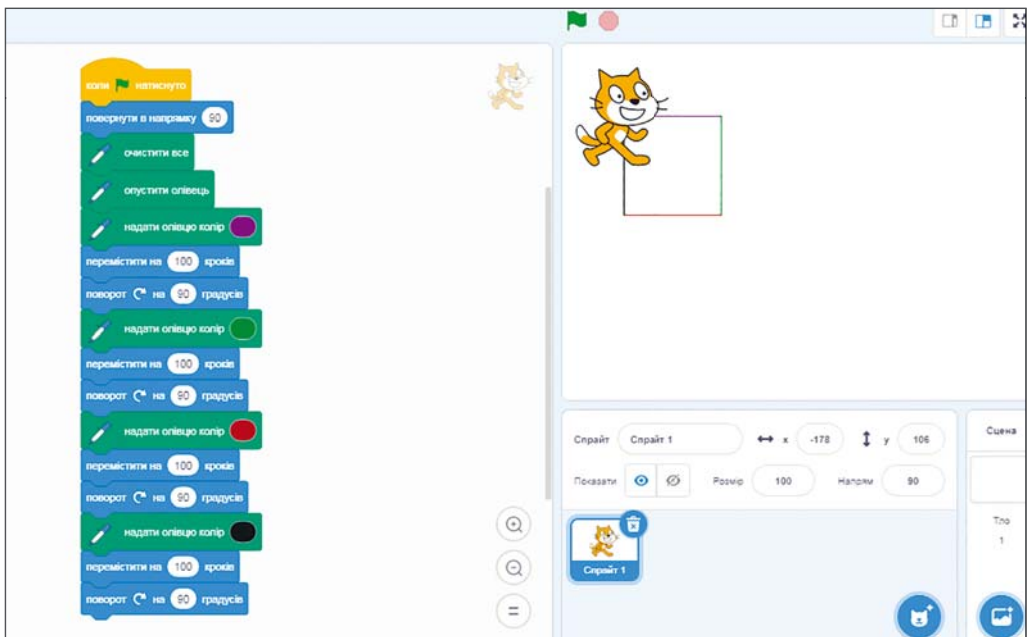 коли натиснуто
повернути в напрямку 90
очистити все
опустити олівець
надати олівцю колір
перемістити на 100 кроків
поворот на 90 градусів
надати олівцю колір
перемістити на 100 кроків
поворот на 90 градусів
надати олівцю колір
перемістити на 100 кроків
поворот на 90 градусів
надати олівцю колір
перемістити на 100 кроків
поворот на 90 градусів
Спрайт Спрайт 1 x -178 y 106
Показати Розмір 100 Напрям 90
Спрайт 1
Сцена
Тло
1